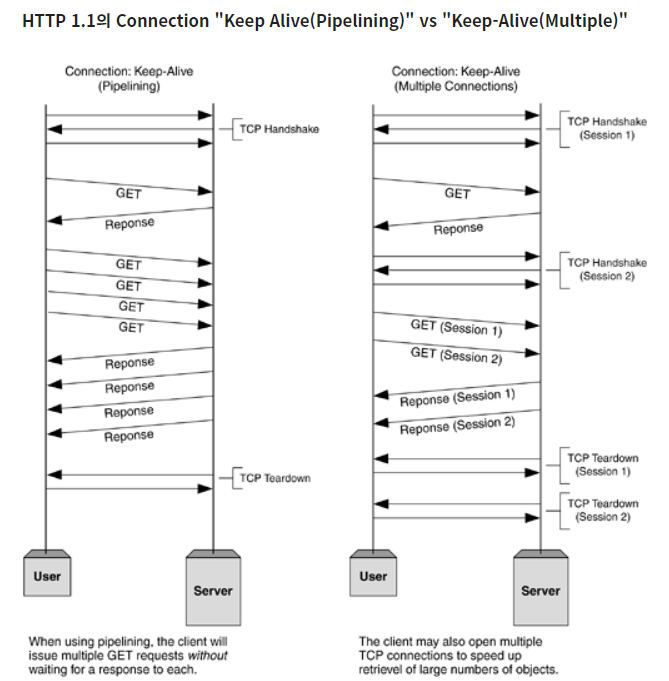 HTTP 1.1의 Connection "Keep Alive(Pipelining)" vs "Keep-Alive(Multiple)"
Connection: Keep-Alive
(Pipelining)
TCP Handshake
GET
Reponse
GET
GET
GET
GET
Reponse
Reponse
Reponse
Reponse
TCP Teardown
User
Server
When using pipelining, the client will
issue multiple GET requests without
waiting for a response to each.
Connection: Keep-Alive
(Multiple Connections)
TCP Handshake
(Session 1)
GET
Reponse
TCP Handshake
(Session 2)
GET (Session 1)
GET (Session 2)
Reponse (Session 1)
Reponse (Session 2)
TCP Teardown
(Session 1)
TCP Teardown
(Session 2)
User
Server
The client may also open multiple
TCP connections to speed up
retrievel of large numbers of objects.